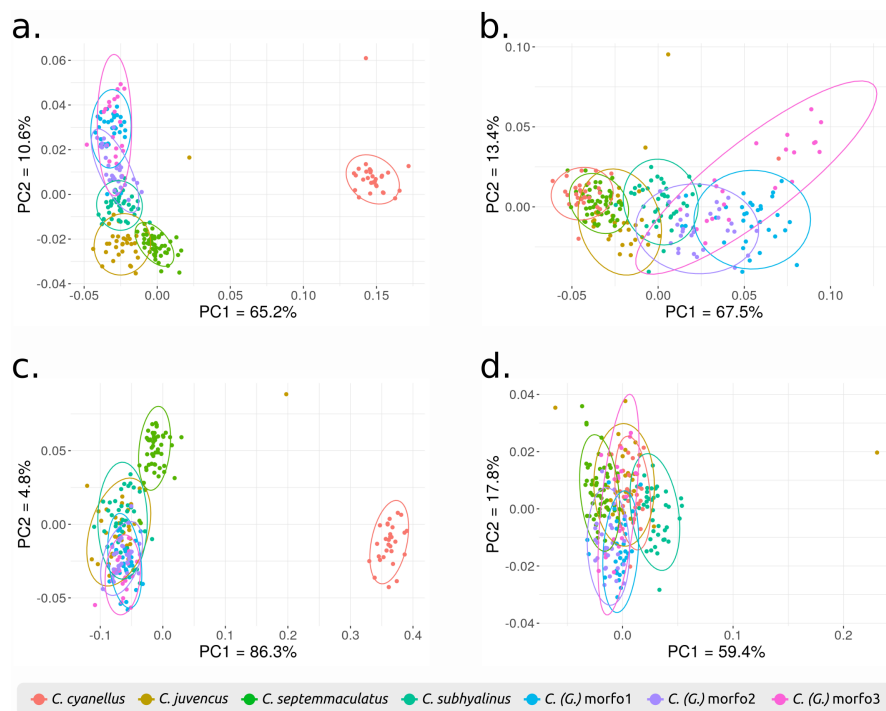 a.
0.06
0.04
0.02
0.00
-0.02
-0.04
PC2 = 10.6%
-0.05 0.00 0.05 0.10 0.15
PC1 = 65.2%
b.
0.10
0.05
0.00
PC2 = 13.4%
-0.05 0.00 0.05 0.10
PC1 = 67.5%
c.
0.05
0.00
-0.05
PC2 = 4.8%
-0.1 0.0 0.1 0.2 0.3 0.4
PC1 = 86.3%
d.
0.04
0.02
0.00
-0.02
-0.04
PC2 = 17.8%
0.0 0.1 0.2
PC1 = 59.4%
C. cyanellus C. juvencus C. septemmaculatus C. subhyalinus C. (G.) morfo1 C. (G.) morfo2 C. (G.) morfo3